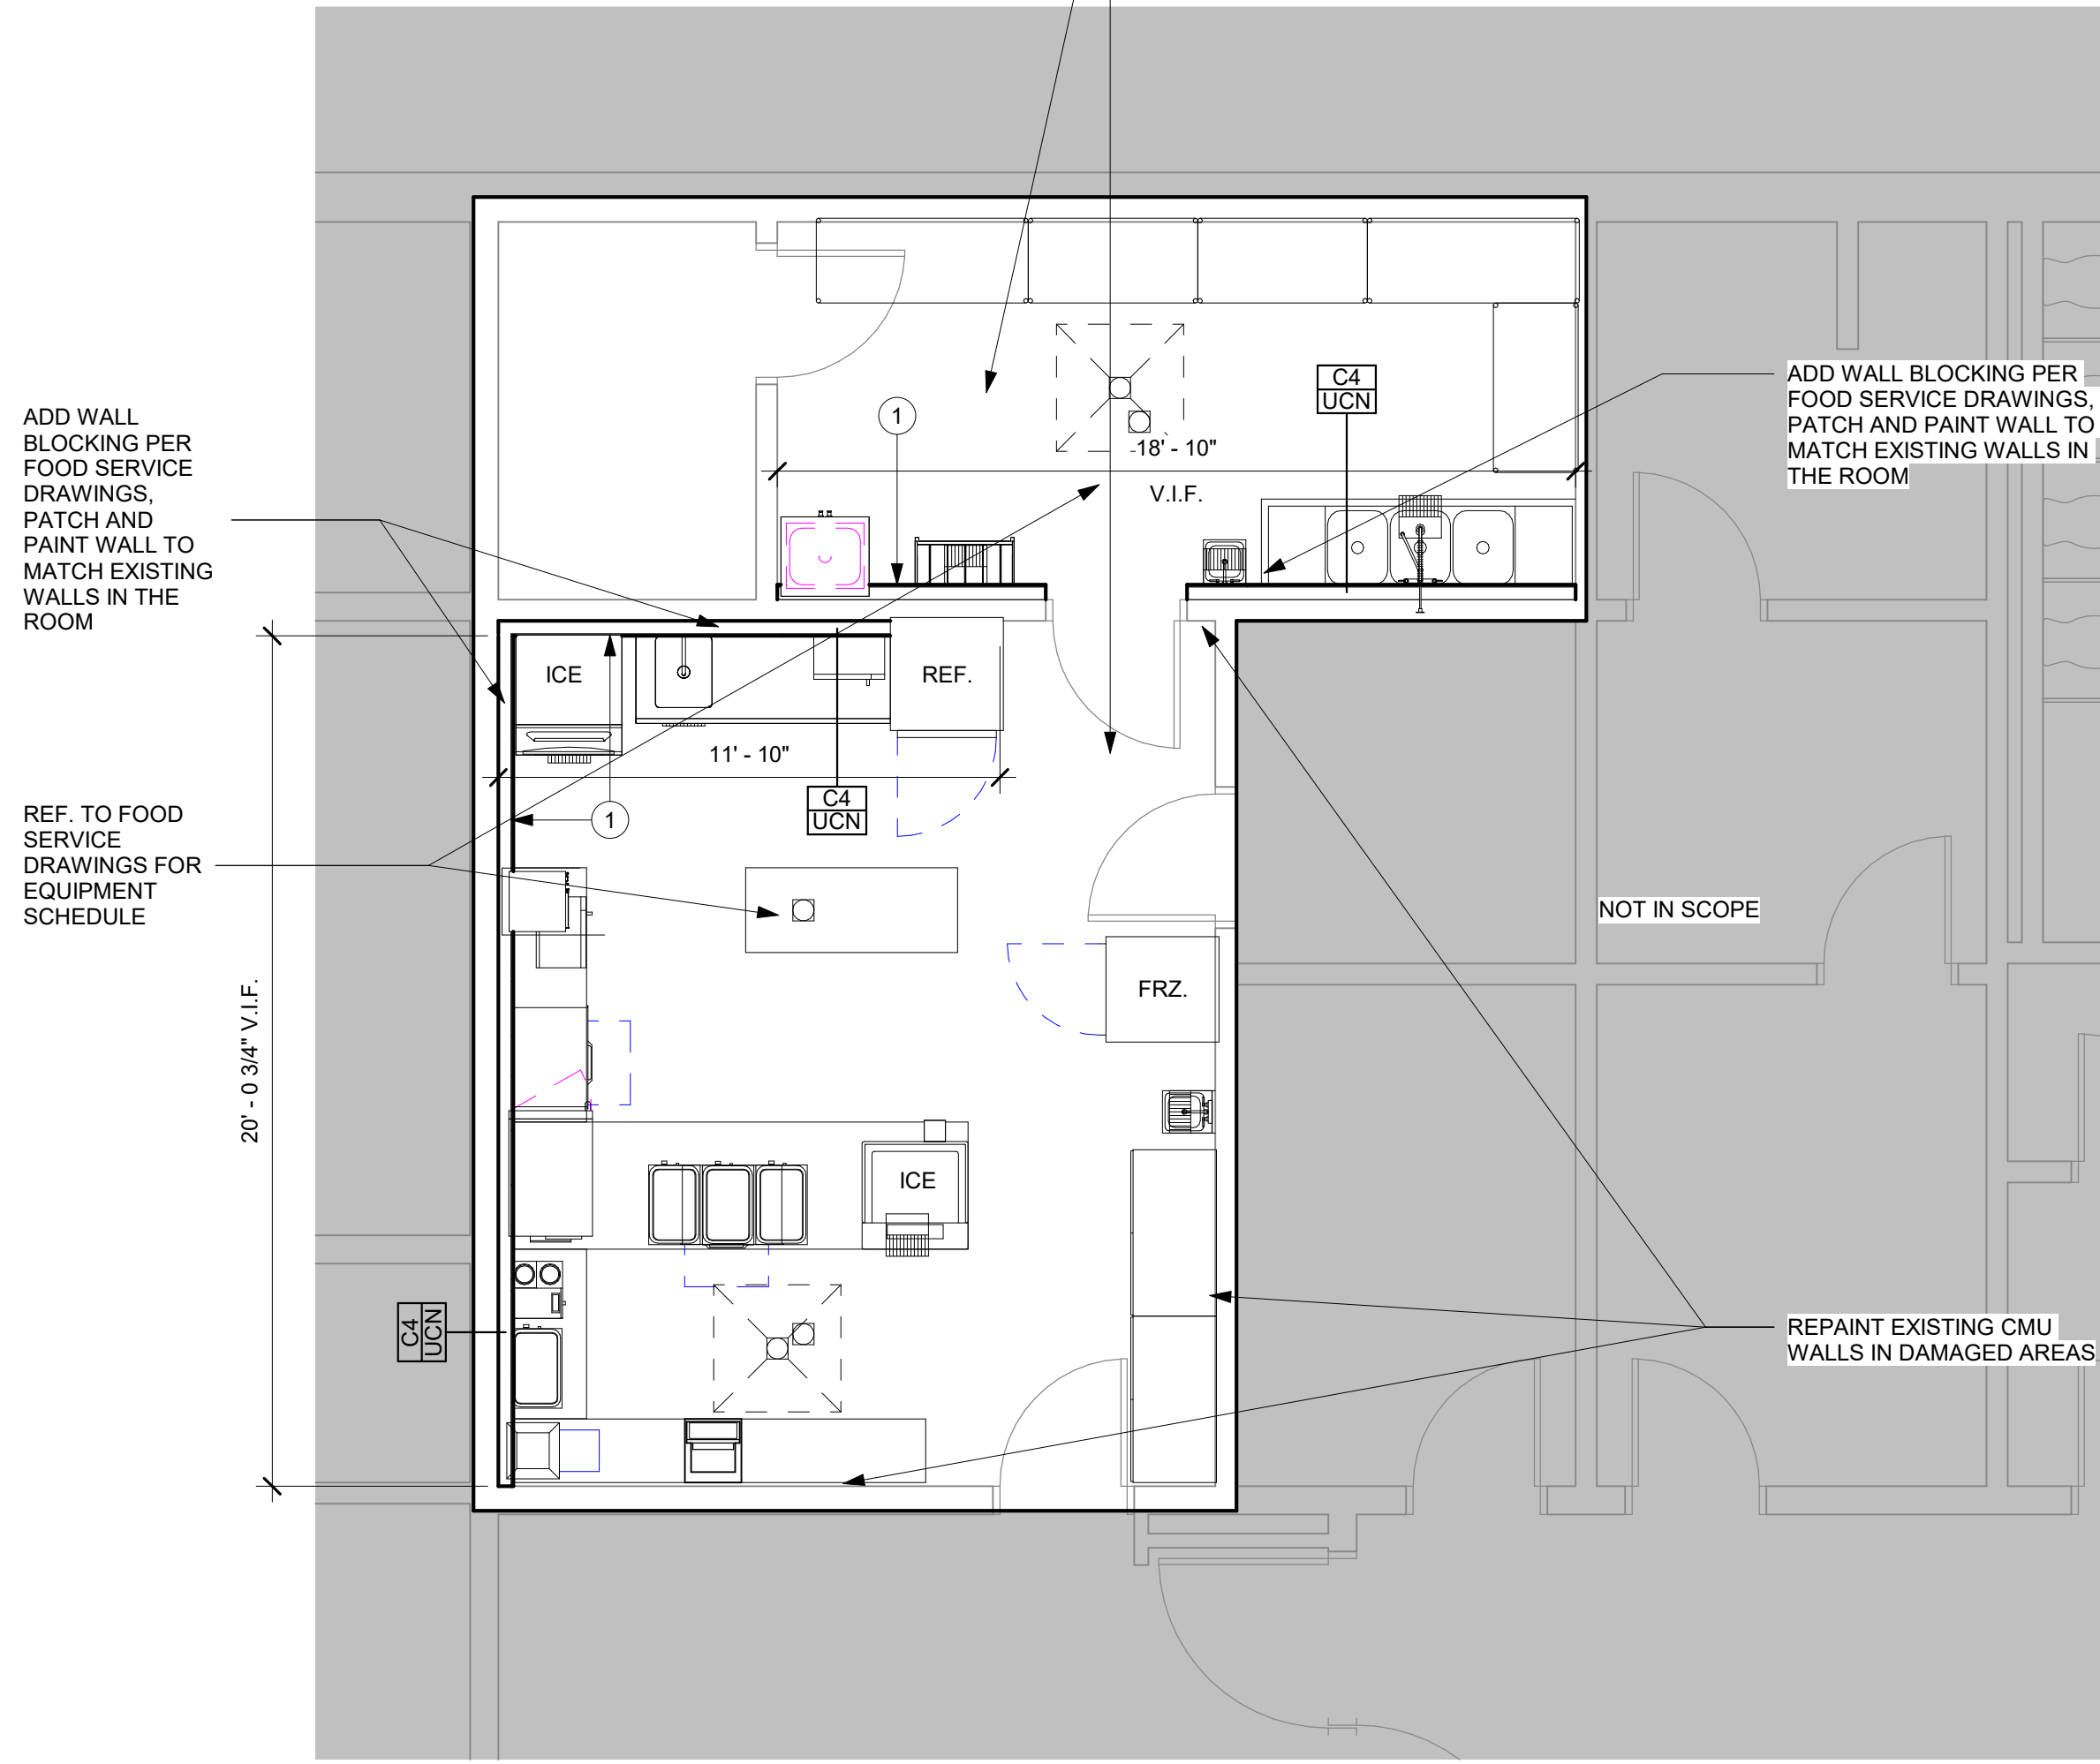 ADD WALL
BLOCKING PER
FOOD SERVICE
DRAWINGS,
PATCH AND
PAINT WALL TO
MATCH EXISTING
WALLS IN THE
ROOM
C4
UCN
ADD WALL BLOCKING PER
FOOD SERVICE DRAWINGS,
PATCH AND PAINT WALL TO
MATCH EXISTING WALLS IN
THE ROOM
1
18' - 10"
V.I.F.
ICE
REF.
11' - 10"
C4
UCN
1
REF. TO FOOD
SERVICE
DRAWINGS FOR
EQUIPMENT
SCHEDULE
NOT IN SCOPE
FRZ.
20' - 0 3/4" V.I.F.
ICE
C4
UCN
REPAINT EXISTING CMU
WALLS IN DAMAGED AREAS